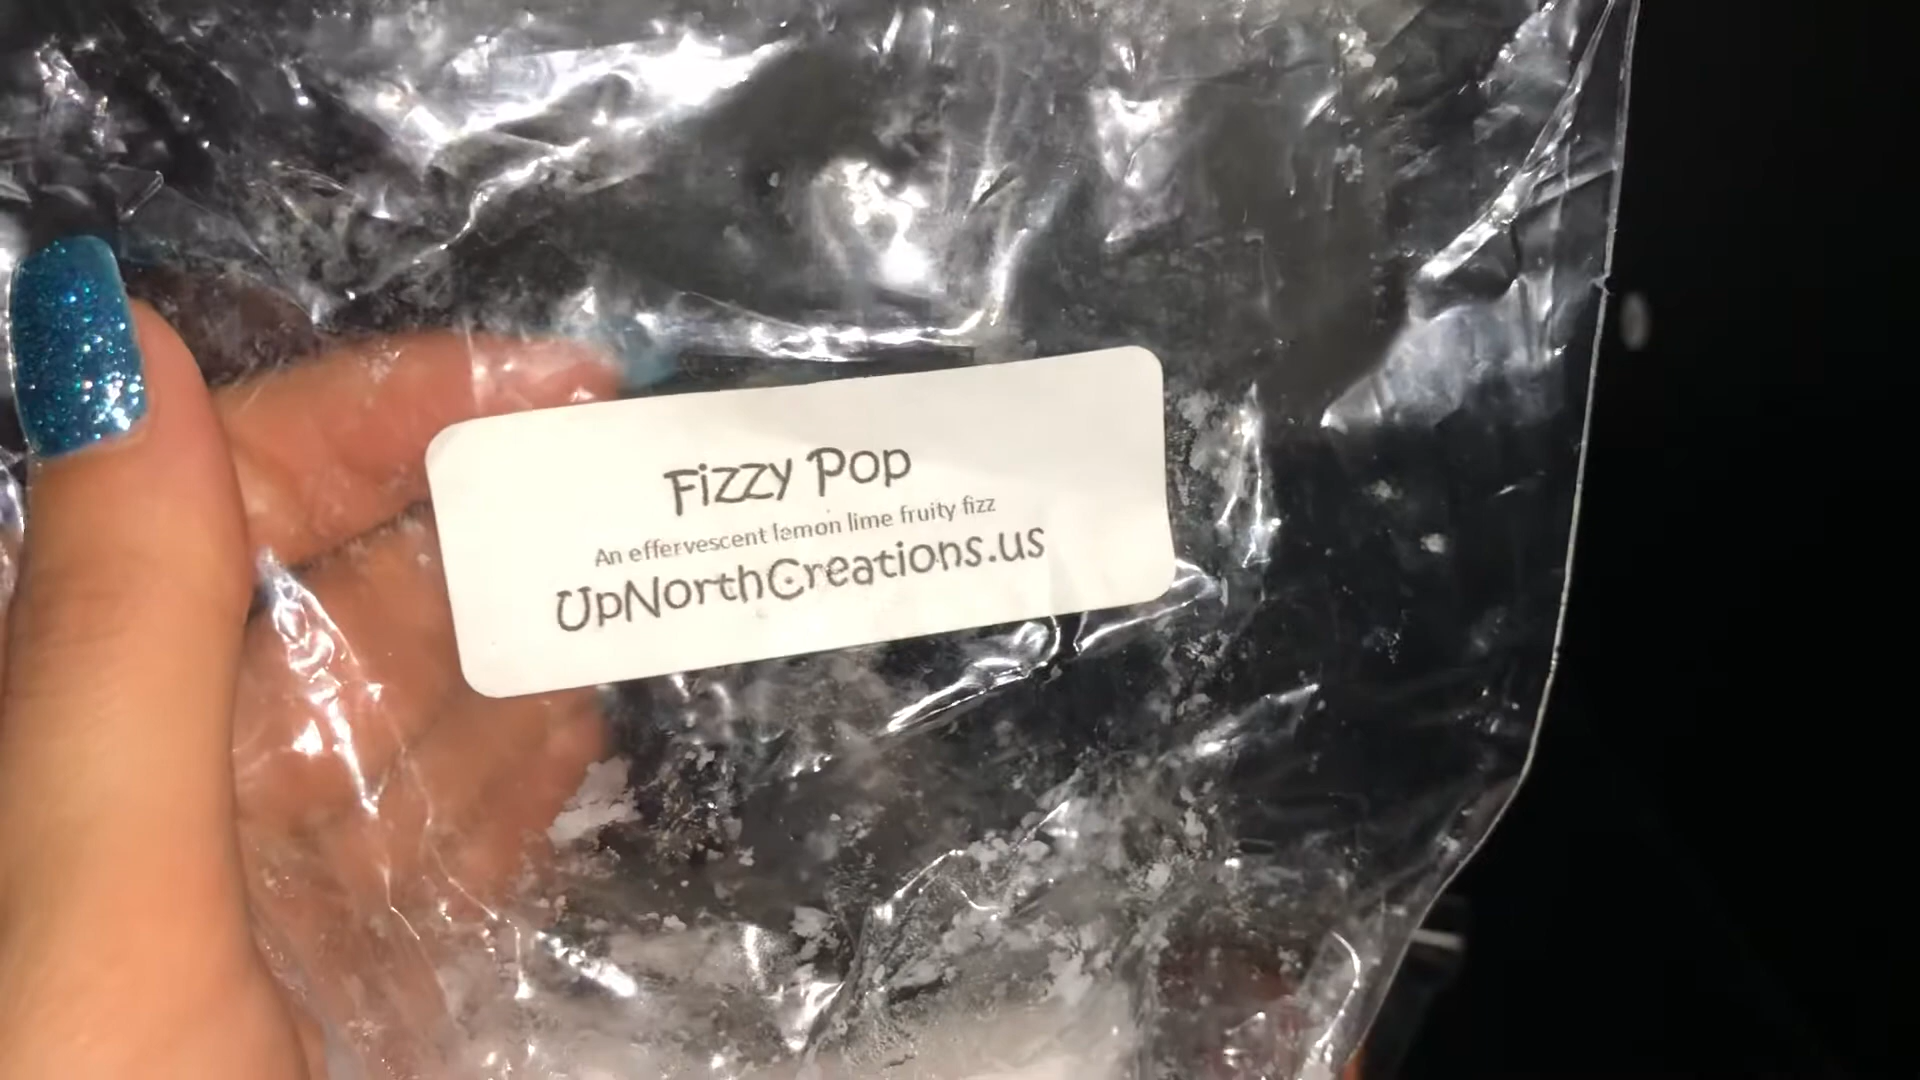 Fizzy Pop
An effervescent lemon lime fruity fizz
UpNorthCreations.us